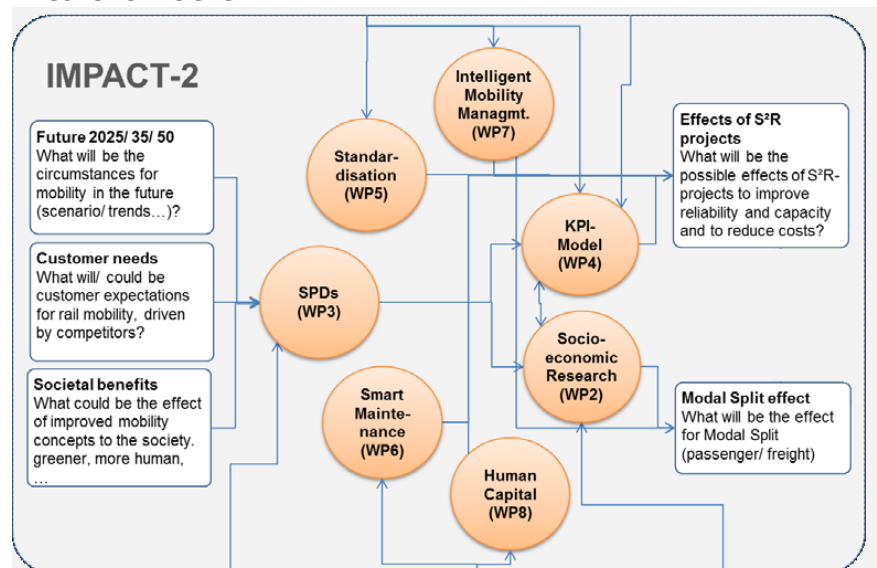 IMPACT-2
Future 2025/ 35/ 50
What will be the
circumstances for
mobility in the future
(scenario/ trends…)?
Customer needs
What will/ could be
customer expectations
for rail mobility, driven
by competitors?
Societal benefits
What could be the effect
of improved mobility
concepts to the society.
greener, more human,
…
SPDs
(WP3)
Standar-
disation
(WP5)
Intelligent
Mobility
Managmt.
(WP7)
KPI-
Model
(WP4)
Socio-
economic
Research
(WP2)
Smart
Mainte-
nance
(WP6)
Human
Capital
(WP8)
Effects of S²R
projects
What will be the
possible effects of S²R-
projects to improve
reliability and capacity
and to reduce costs?
Modal Split effect
What will be the effect
for Modal Split
(passenger/ freight)